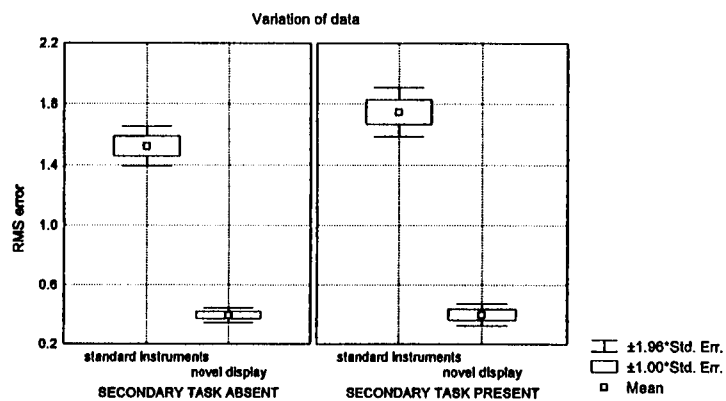 Variation of data
RMS error
2.2
1.8
1.4
1.0
0.6
0.2
standard instruments
novel display
SECONDARY TASK ABSENT
standard instruments
novel display
SECONDARY TASK PRESENT
±1.96*Std. Err.
±1.00*Std. Err.
Mean